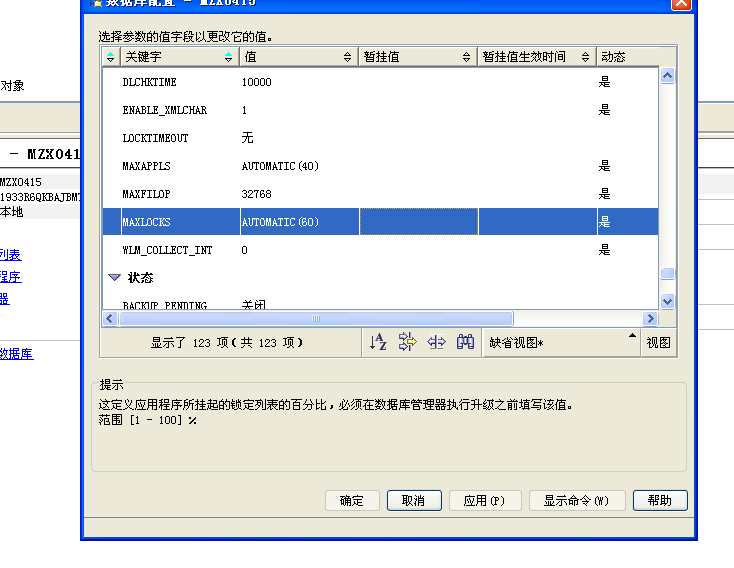 数据库配置 - MZX0415
选择参数的值字段以更改它的值。
关键字 值 暂挂值 暂挂值生效时间 动态
DLCHKTIME 10000 是
ENABLE_XMLCHAR 1 是
LOCKTIMEOUT 无
MAXAPPLS AUTOMATIC(40) 是
MAXFILOP 32768 是
MAXLOCKS AUTOMATIC(60) 是
WLM_COLLECT_INT 0 是
状态
BACKUP_PENDING 关闭
显示了 123 项(共 123 项) 缺省视图* 视图
提示
这定义应用程序所挂起的锁定列表的百分比，必须在数据库管理器执行升级之前填写该值。
范围 [1 - 100] %
确定 取消 应用(P) 显示命令(W) 帮助
对象
- MZX041
MZX0415
1933R6QKBAJBM
本地
列表
程序
器
数据库